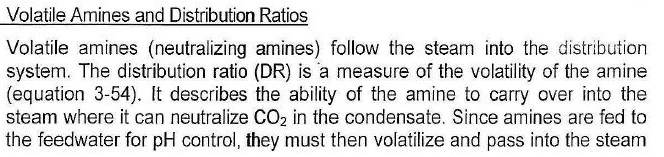 Volatile Amines and Distribution Ratios
Volatile amines (neutralizing amines) follow the steam into the distribution
system. The distribution ratio (DR) is a measure of the volatility of the amine
(equation 3-54). It describes the ability of the amine to carry over into the
steam where it can neutralize CO₂ in the condensate. Since amines are fed to
the feedwater for pH control, they must then volatilize and pass into the steam